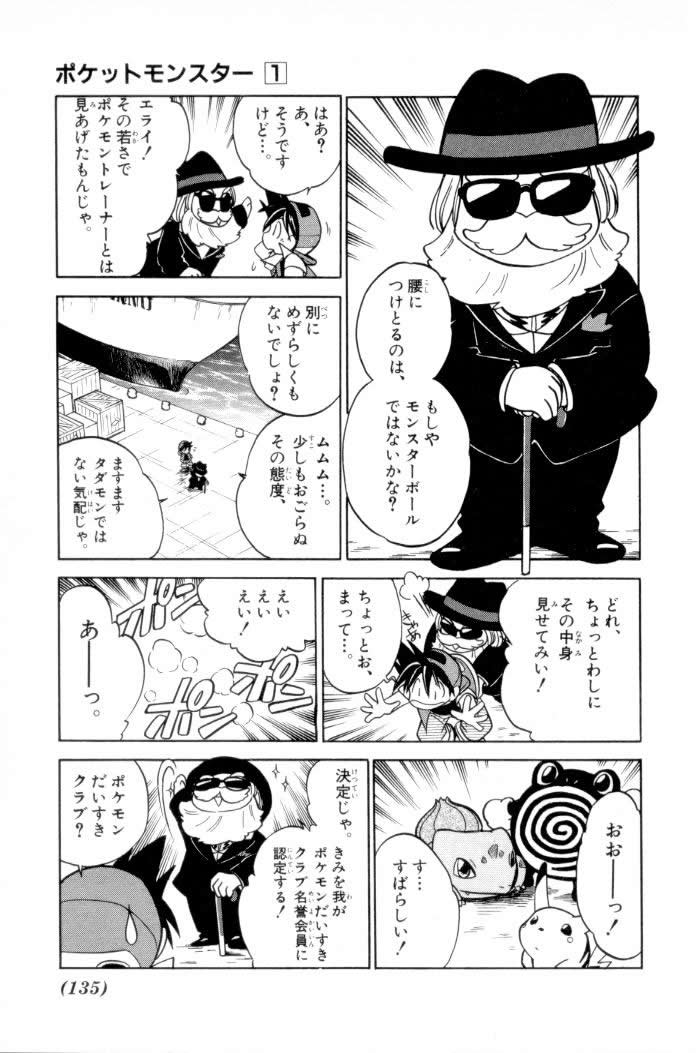 ポケットモンスター 1
腰に
つけとるのは、
もしや
モンスターボール
ではないかな?
はあ?
あ、
そうです
けど…。
エライ!
その若さで
ポケモントレーナーとは
見あげたもんじゃ。
別に
めずらしくも
ないでしょ?
ムムム…。
少しもおごらぬ
その態度、
ますます
タダモンでは
ない気配じゃ。
どれ、
ちょっとわしに
その中身
見せてみい!
ちょっとお、
まって…。
えい
えい
えい!
ポン
ポン
ポン
あ──っ。
おお──っ!
す…
すばらしい!
決定じゃ。
きみを我が
ポケモンだいすき
クラブ名誉会員に
認定する!
ポケモン
だいすき
クラブ?
(135)